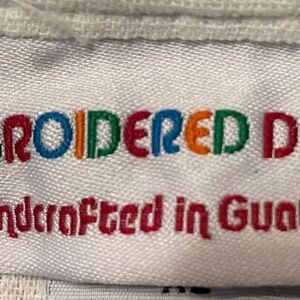 ROIDERED D
ndcrafted in Gua